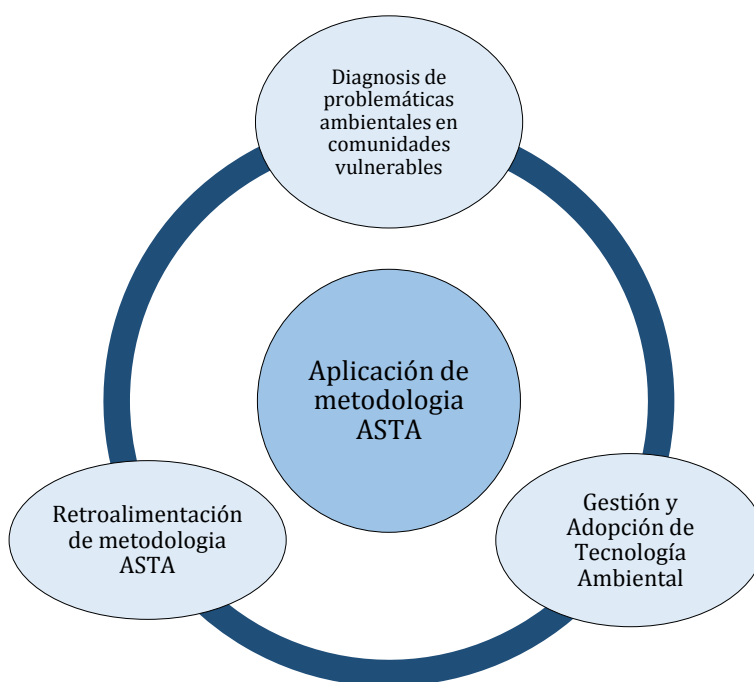 Diagnosis de
problemáticas
ambientales en
comunidades
vulnerables
Aplicación de
metodologia
ASTA
Retroalimentación
de metodologia
ASTA
Gestión y
Adopción de
Tecnología
Ambiental